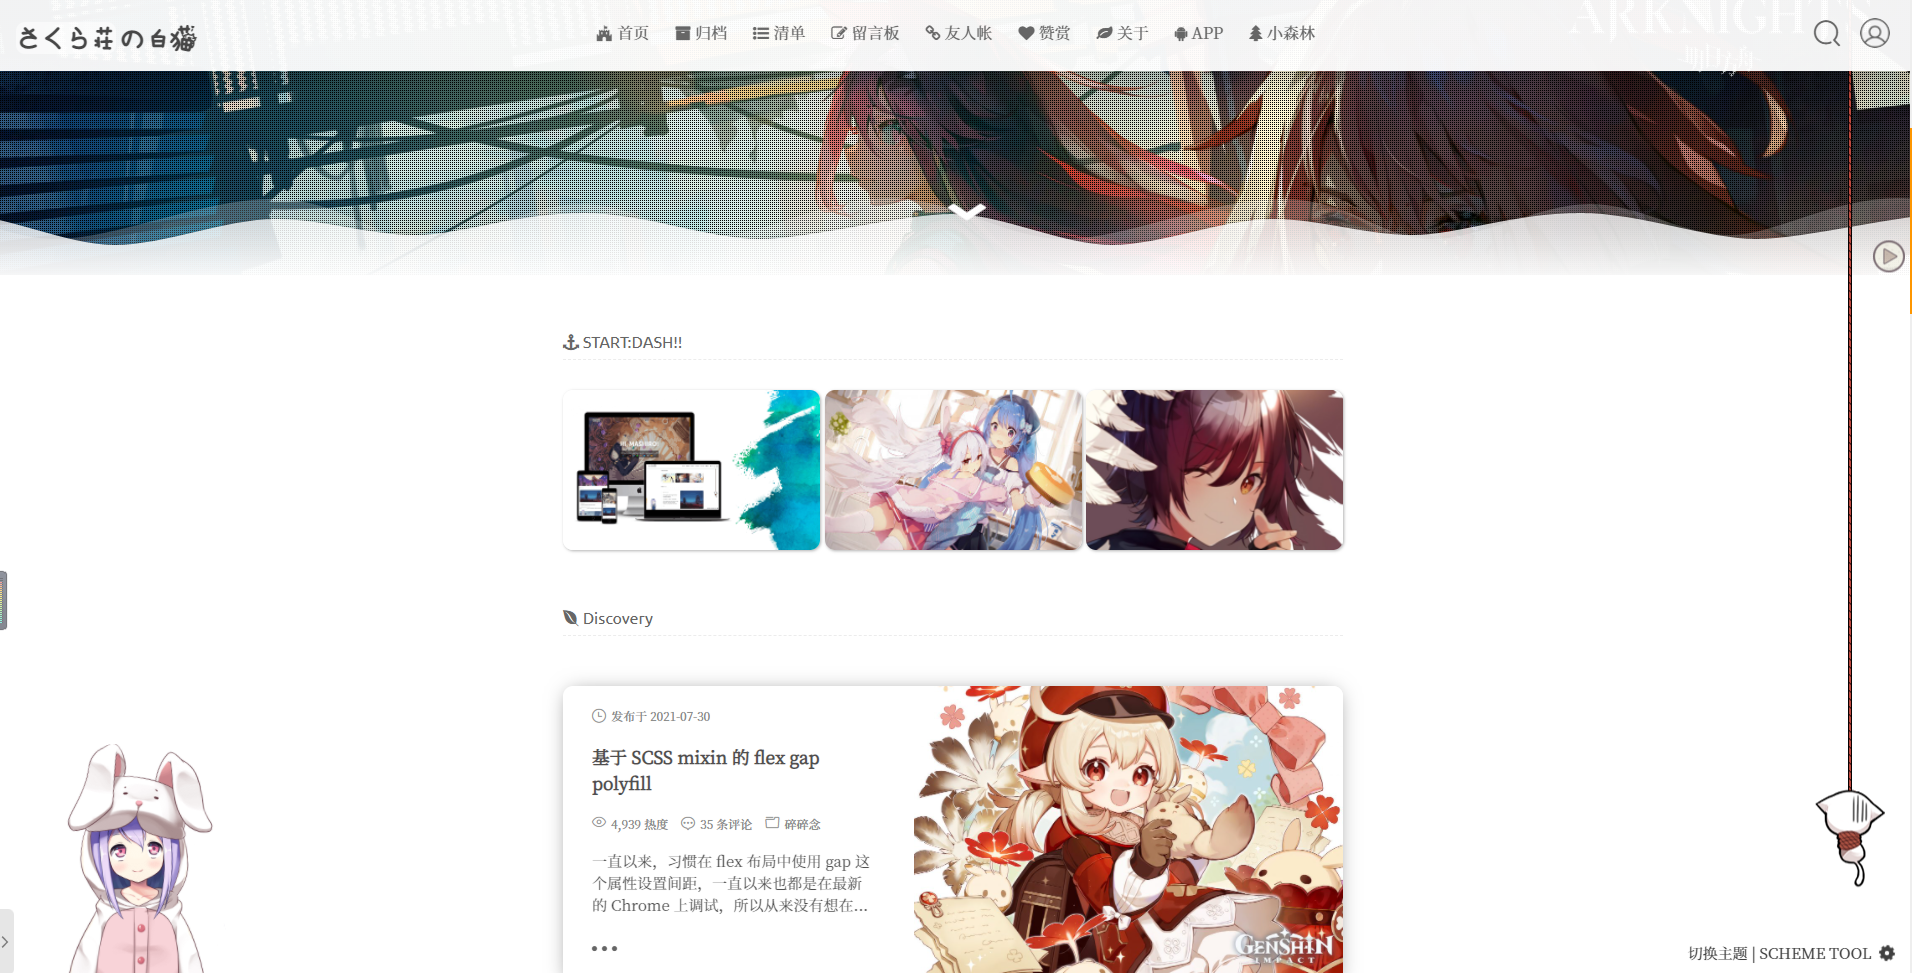 さくら荘の白猫
首页 归档 清单 留言板 友人帐 赞赏 关于 APP 小森林
ARKNIGHTS
START:DASH!!
Discovery
发布于 2021-07-30
基于 SCSS mixin 的 flex gap
polyfill
4,939 热度 35 条评论 碎碎念
一直以来，习惯在 flex 布局中使用 gap 这
个属性设置间距，一直以来也都是在最新
的 Chrome 上调试，所以从来没有想在...
GENSHIN
IMPACT
切换主题 | SCHEME TOOL